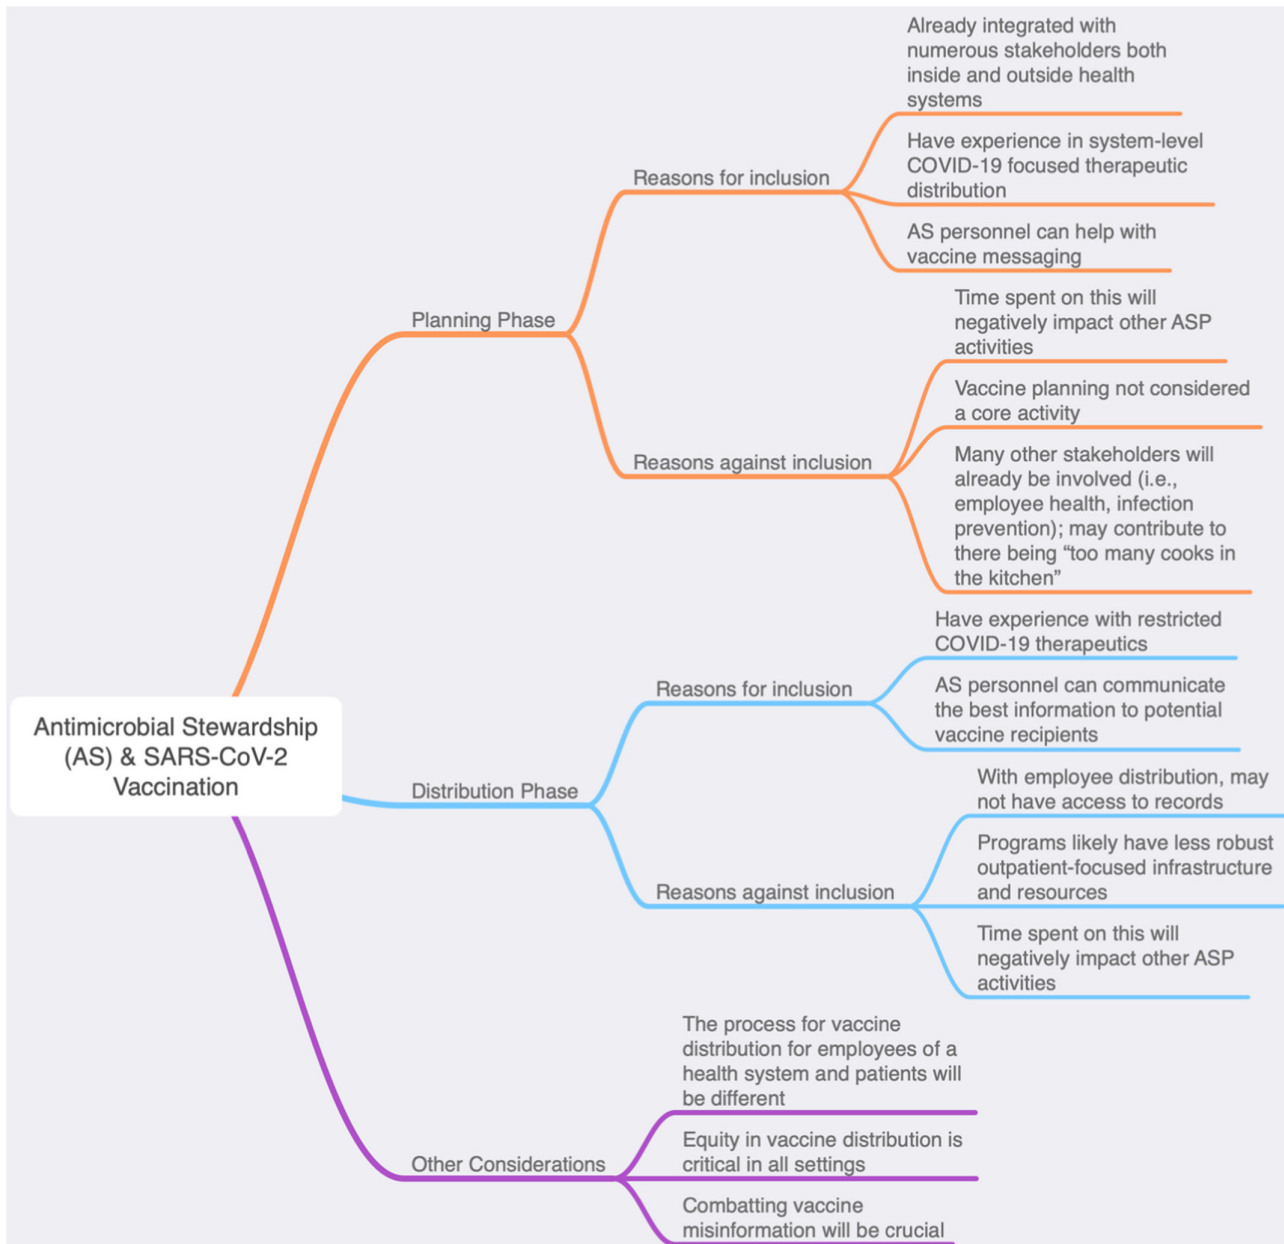 Already integrated with
numerous stakeholders both
inside and outside health
systems
Have experience in system-level
COVID-19 focused therapeutic
distribution
Reasons for inclusion
AS personnel can help with
vaccine messaging
Planning Phase
Time spent on this will
negatively impact other ASP
activities
Vaccine planning not considered
a core activity
Reasons against inclusion
Many other stakeholders will
already be involved (i.e.,
employee health, infection
prevention); may contribute to
there being “too many cooks in
the kitchen”
Antimicrobial Stewardship
(AS) & SARS-CoV-2
Vaccination
Have experience with restricted
COVID-19 therapeutics
Reasons for inclusion
AS personnel can communicate
the best information to potential
vaccine recipients
Distribution Phase
With employee distribution, may
not have access to records
Programs likely have less robust
outpatient-focused infrastructure
and resources
Reasons against inclusion
Time spent on this will
negatively impact other ASP
activities
The process for vaccine
distribution for employees of a
health system and patients will
be different
Other Considerations
Equity in vaccine distribution is
critical in all settings
Combatting vaccine
misinformation will be crucial